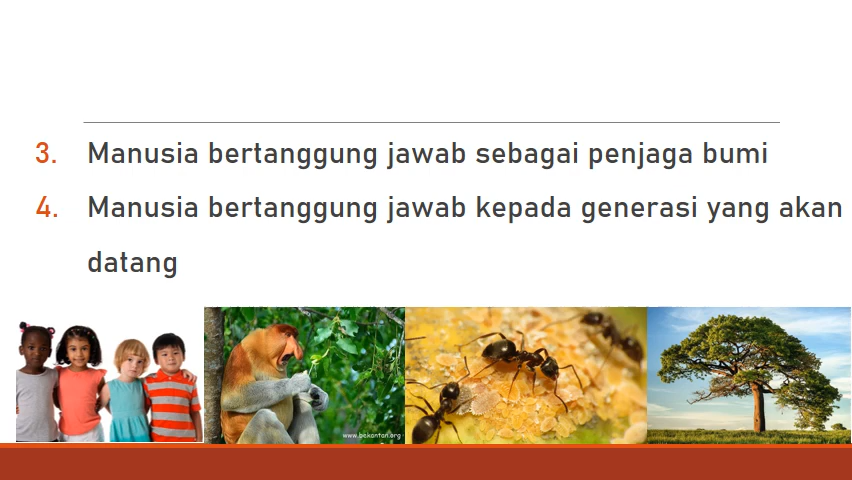 3. Manusia bertanggung jawab sebagai penjaga bumi
4. Manusia bertanggung jawab kepada generasi yang akan
datang
www.bekantan.org